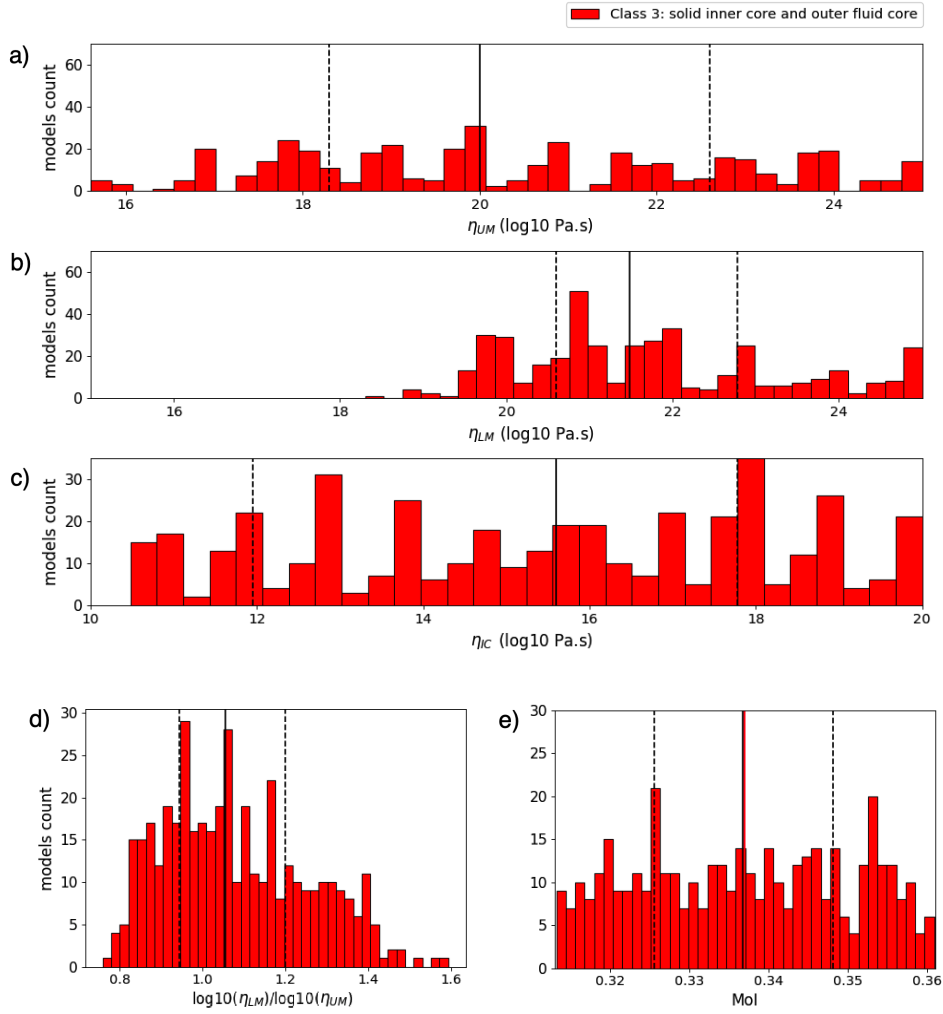 Class 3: solid inner core and outer fluid core
a)
models count
60
40
20
0
16 18 20 22 24
η_UM (log10 Pa.s)
b)
models count
60
40
20
0
16 18 20 22 24
η_LM (log10 Pa.s)
c)
models count
30
20
10
0
10 12 14 16 18 20
η_IC (log10 Pa.s)
d)
models count
30
25
20
15
10
5
0
0.8 1.0 1.2 1.4 1.6
log10(η_LM)/log10(η_UM)
e)
30
25
20
15
10
5
0
0.32 0.33 0.34 0.35 0.36
MoI